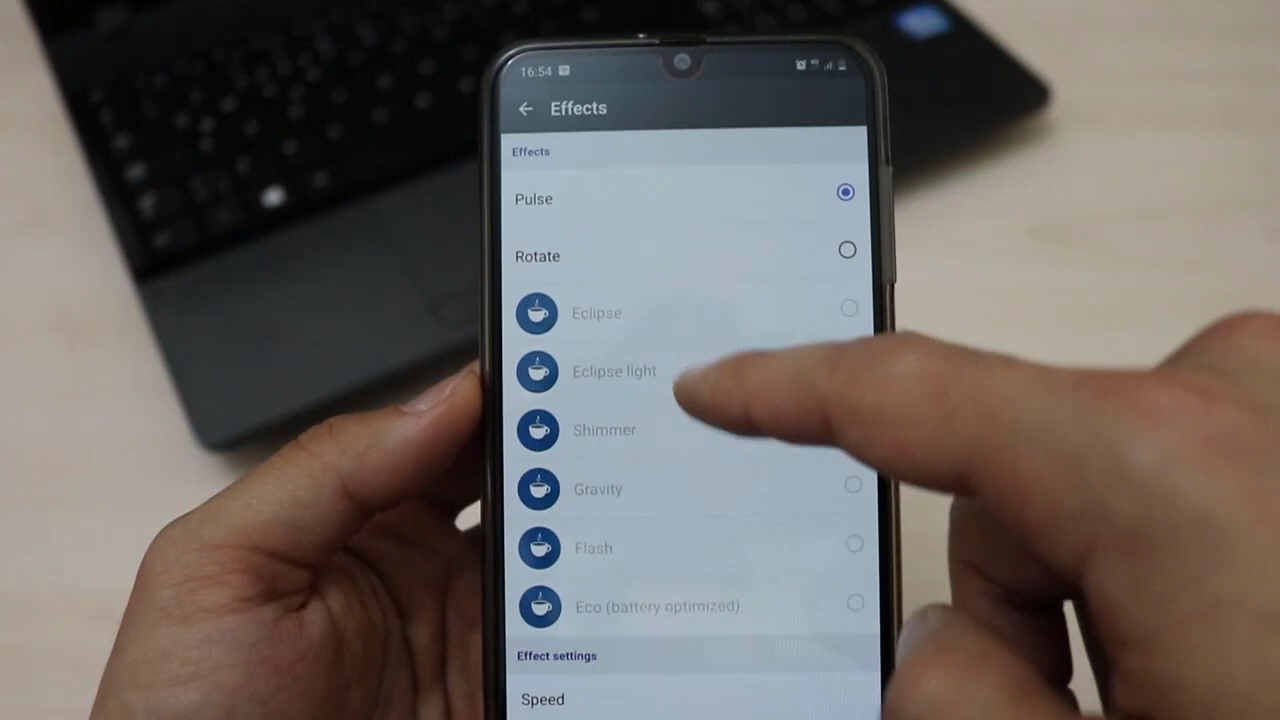 16:54
Effects
Effects
Pulse
Rotate
Eclipse
Eclipse light
Shimmer
Gravity
Flash
Eco (battery optimized)
Effect settings
Speed